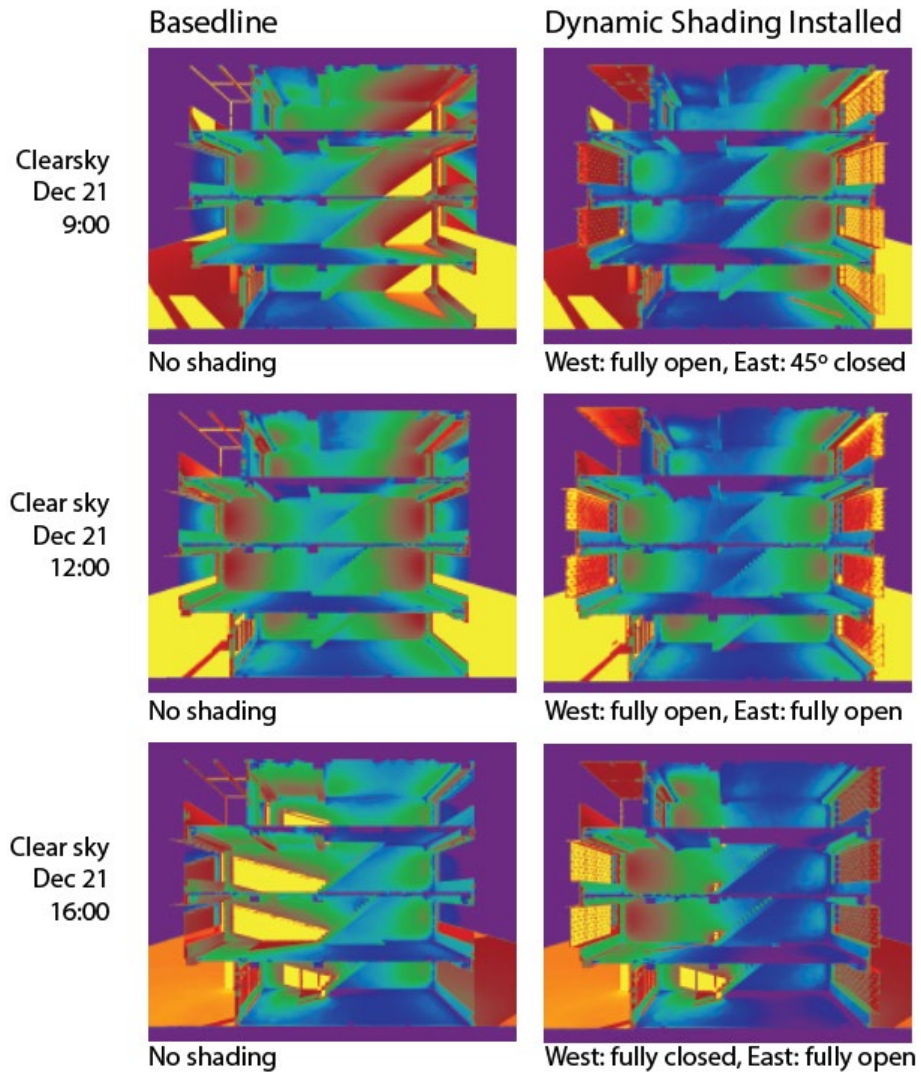 Basedline
Dynamic Shading Installed
Clearsky
Dec 21
9:00
No shading
West: fully open, East: 45º closed
Clear sky
Dec 21
12:00
No shading
West: fully open, East: fully open
Clear sky
Dec 21
16:00
No shading
West: fully closed, East: fully open